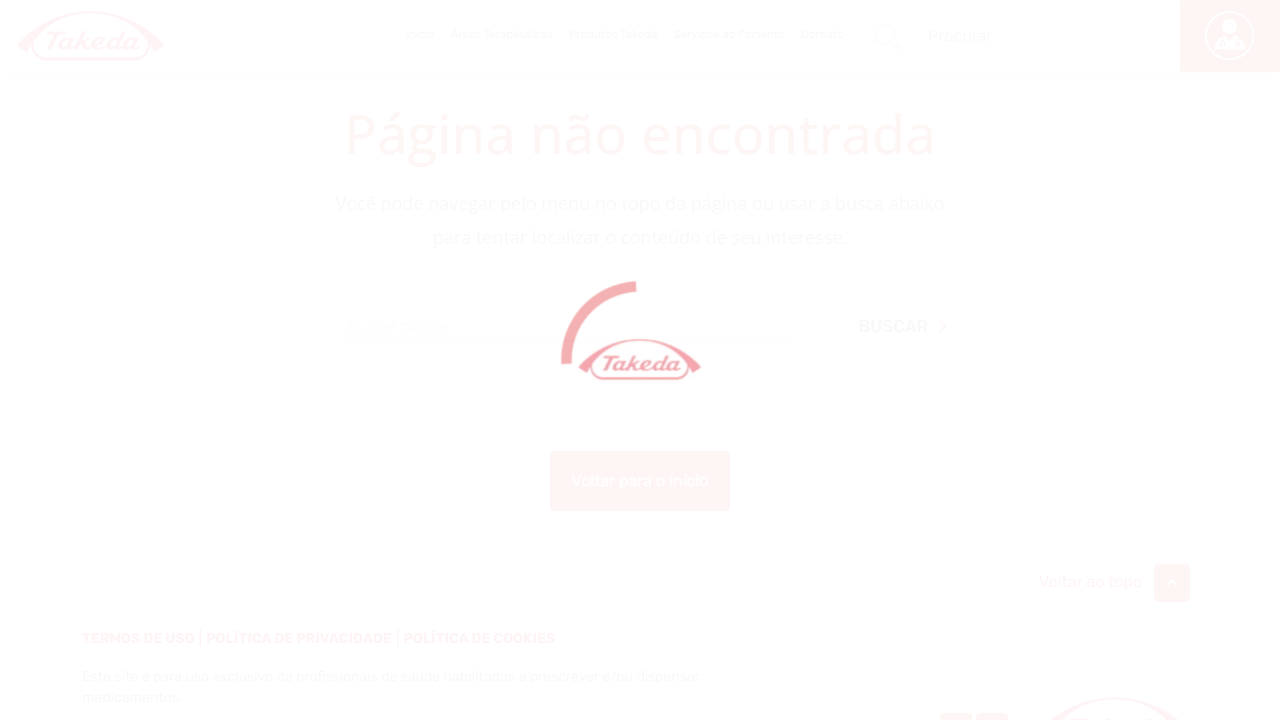 Takeda
Início Áreas Terapêuticas Produtos Takeda Serviços ao Paciente Contato Procurar
Página não encontrada
Você pode navegar pelo menu no topo da página ou usar a busca abaixo
para tentar localizar o conteúdo de seu interesse.
BUSCAR
Takeda
Voltar para o Início
Voltar ao topo
TERMOS DE USO | POLÍTICA DE PRIVACIDADE | POLÍTICA DE COOKIES
Este site é para uso exclusivo de profissionais de saúde habilitados a prescrever e/ou dispensar
medicamentos.